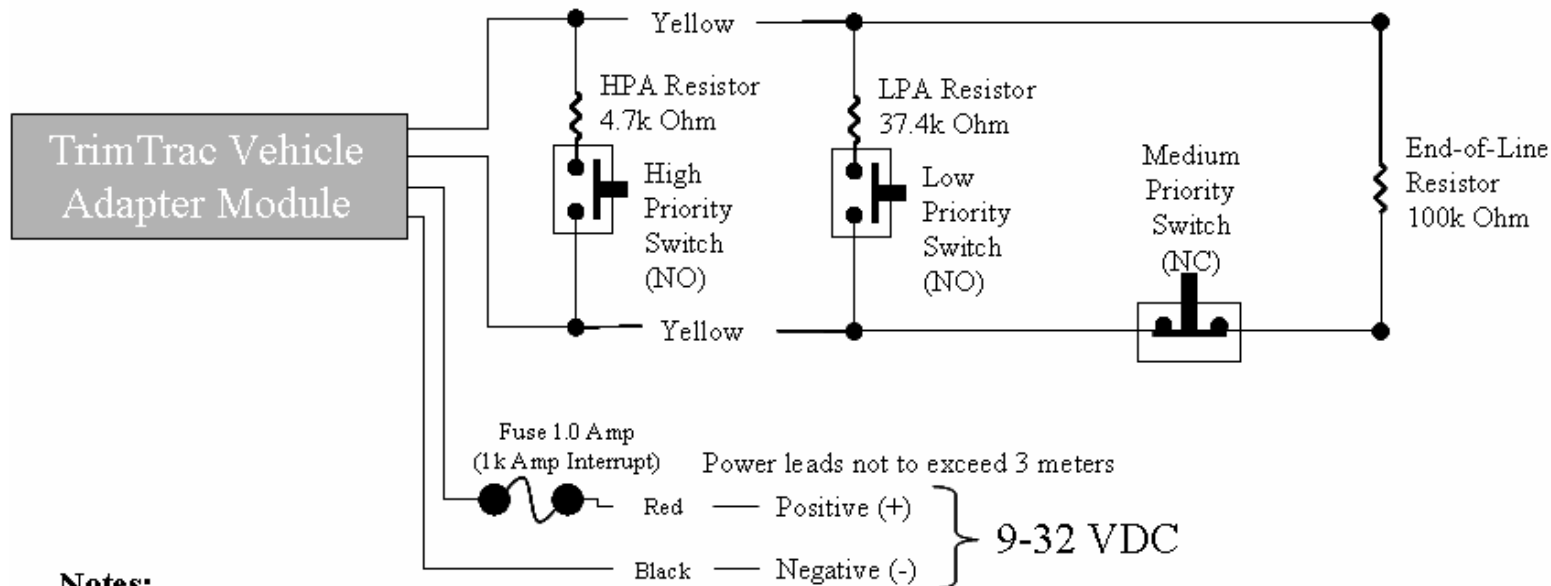 Yellow
HPA Resistor
4.7k Ohm
LPA Resistor
37.4k Ohm
TrimTrac Vehicle
Adapter Module
High
Priority
Switch
(NO)
Low
Priority
Switch
(NO)
Medium
Priority
Switch
(NC)
End-of-Line
Resistor
100k Ohm
Yellow
Fuse 1.0 Amp
(1k Amp Interrupt)
Power leads not to exceed 3 meters
Red
Positive (+)
9-32 VDC
Black
Negative (-)
Notes: